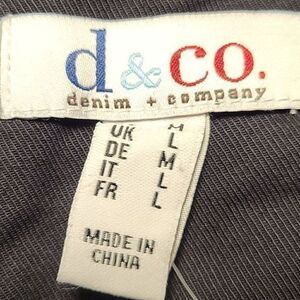 d&co.
denim + company
UK L
DE M
IT L
FR L
MADE IN
CHINA